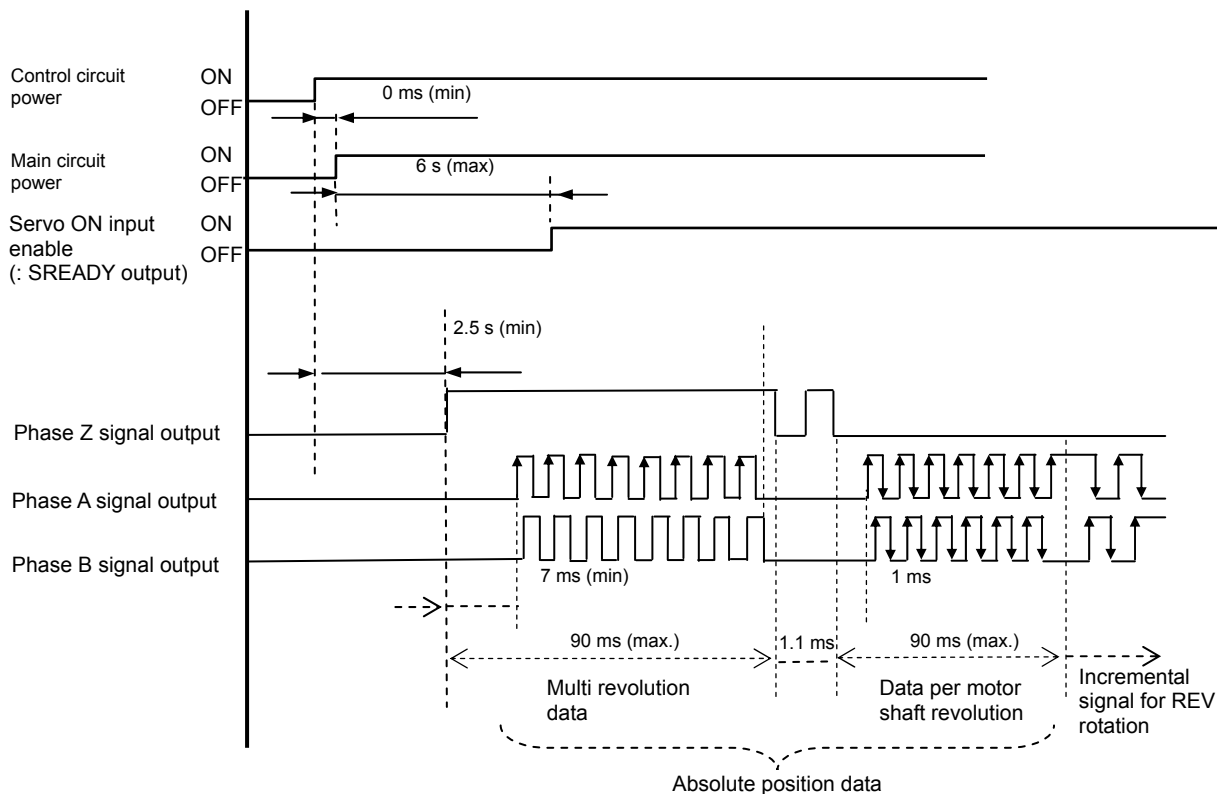 Control circuit
power
ON
OFF
0 ms (min)
Main circuit
power
ON
OFF
6 s (max)
Servo ON input
enable
(: SREADY output)
ON
OFF
2.5 s (min)
Phase Z signal output
Phase A signal output
Phase B signal output
7 ms (min)
1 ms
90 ms (max.)
1.1 ms
90 ms (max.)
Multi revolution
data
Data per motor
shaft revolution
Incremental
signal for REV
rotation
Absolute position data